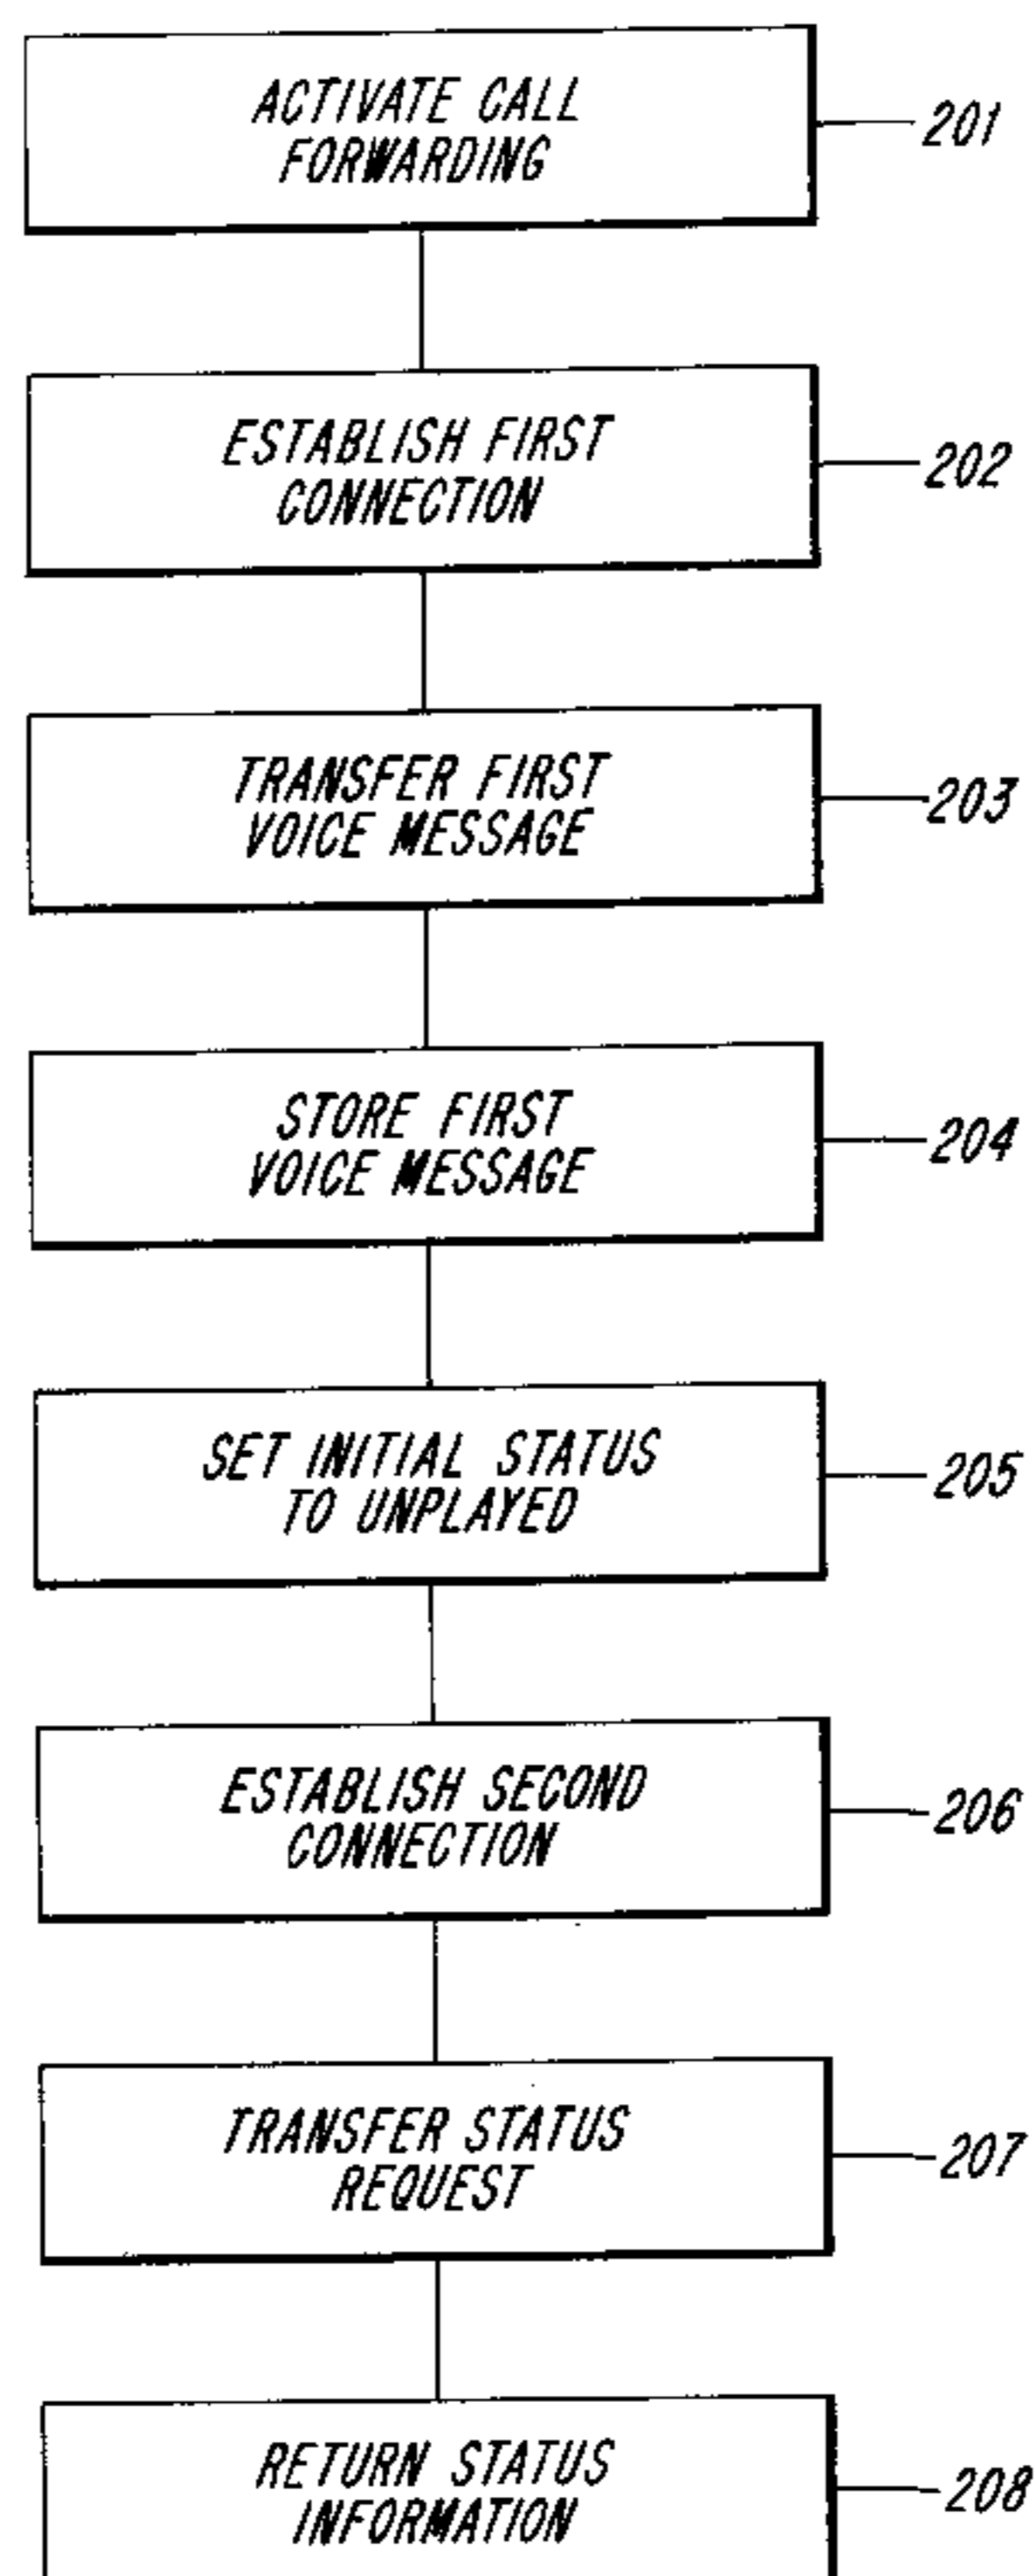 ACTIVATE CALL
FORWARDING
201
ESTABLISH FIRST
CONNECTION
202
TRANSFER FIRST
VOICE MESSAGE
203
STORE FIRST
VOICE MESSAGE
204
SET INITIAL STATUS
TO UNPLAYED
205
ESTABLISH SECOND
CONNECTION
206
TRANSFER STATUS
REQUEST
207
RETURN STATUS
INFORMATION
208